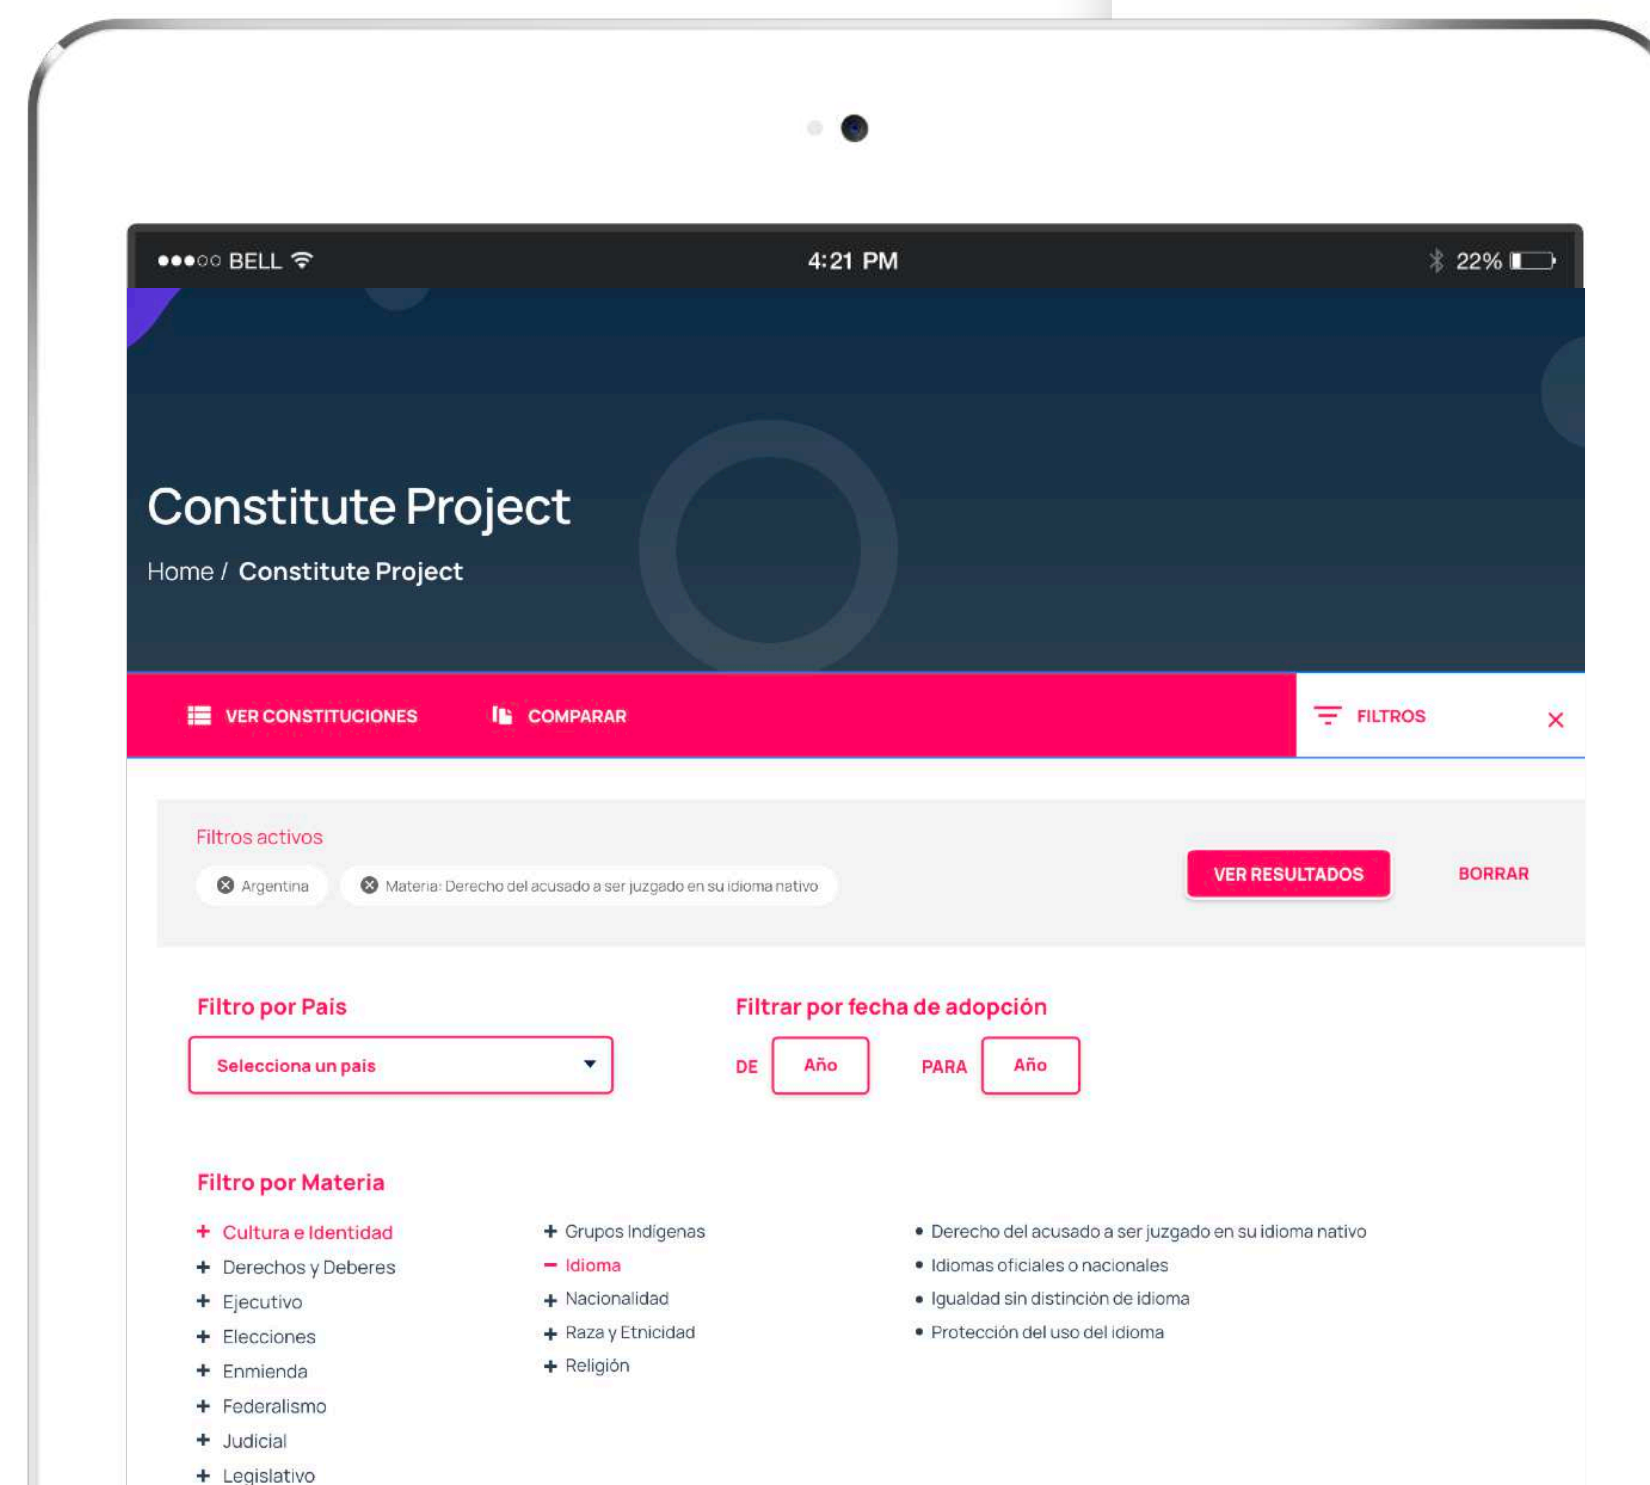 BELL
4:21 PM
22%
Constitute Project
Home / Constitute Project
VER CONSTITUCIONES
COMPARAR
FILTROS
Filtros activos
Argentina
Materia: Derecho del acusado a ser juzgado en su idioma nativo
VER RESULTADOS
BORRAR
Filtro por Pais
Filtrar por fecha de adopción
Selecciona un pais
DE Año PARA Año
Filtro por Materia
+ Cultura e Identidad
+ Derechos y Deberes
+ Ejecutivo
+ Elecciones
+ Enmienda
+ Federalismo
+ Judicial
+ Legislativo
+ Grupos Indígenas
– Idioma
+ Nacionalidad
+ Raza y Etnicidad
+ Religión
• Derecho del acusado a ser juzgado en su idioma nativo
• Idiomas oficiales o nacionales
• Igualdad sin distinción de idioma
• Protección del uso del idioma